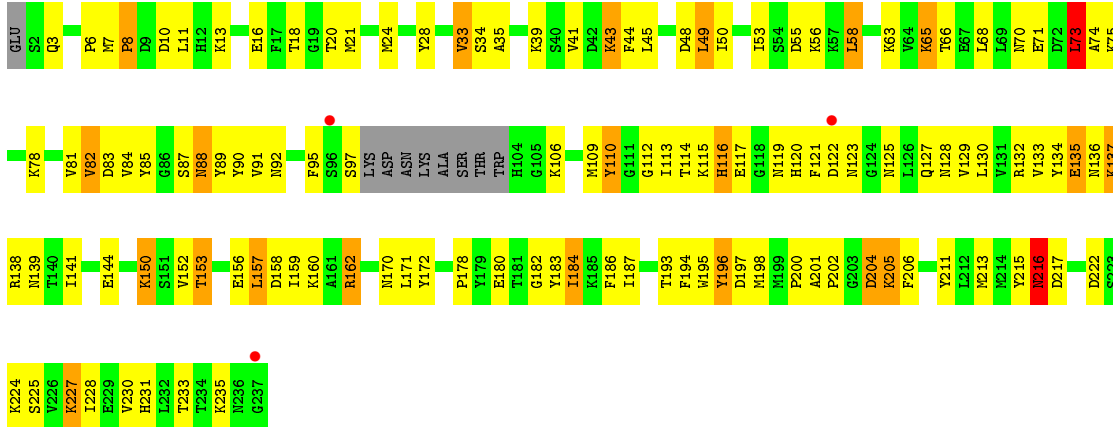 GLU S2 Q3 P6 M7 P8 D9 D10 L11 H12 K13 E16 F17 T18 G19 T20 M21 M24 Y28 V33 S34 A35 K39 S40 V41 D42 K43 F44 L45 D48 L49 I50 I53 S54 D55 K56 K57 L58 K63 V64 K65 T66 E67 L68 L69 N70 E71 D72 L73 A74
K78 V81 V82 D83 V84 Y85 G86 S87 N88 Y89 Y90 V91 N92 F95 S96 S97 LYS ASP ASN LYS ALA SER THR TRP H104 G105 K106 M109 Y110 G111 G112 I113 T114 K115 H116 E117 G118 N119 H120 F121 D122 N123 G124 N125 L126 Q127 N128 V129 L130 V131 R132 V133 Y134 E135 N136 K137
R138 N139 T140 I141 E144 K150 S151 V152 T153 E156 L157 D158 I159 K160 A161 R162 N170 L171 Y172 P178 Y179 E180 T181 G182 Y183 I184 K185 F186 I187 T193 F194 W195 Y196 D197 M198 M199 P200 A201 P202 G203 D204 K205 F206 Y211 L212 M213 M214 Y215 N216 D217 D222 S223
K224 S225 V226 K227 I228 E229 V230 H231 L232 T233 T234 K235 N236 G237